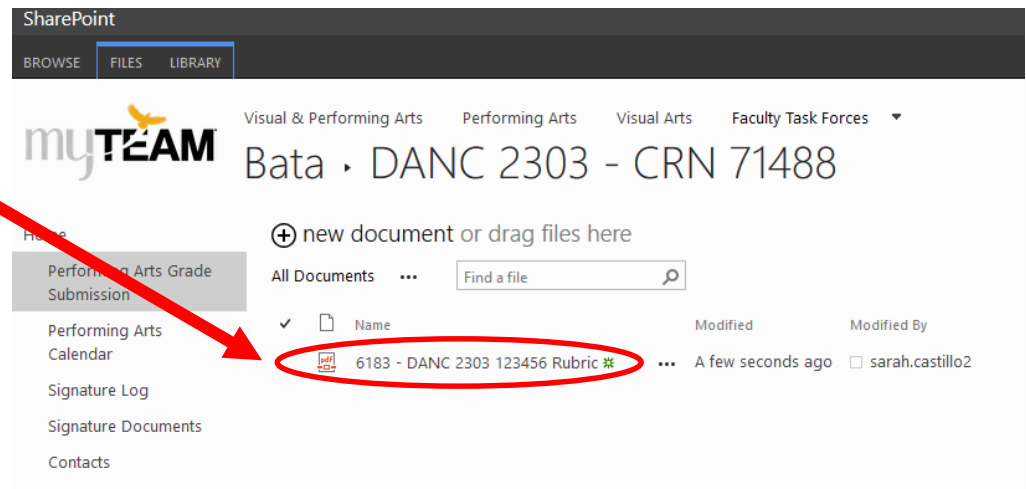 SharePoint
BROWSE FILES LIBRARY
myTEAM
Visual & Performing Arts Performing Arts Visual Arts Faculty Task Forces
Bata DANC 2303 - CRN 71488
Home
Performing Arts Grade
Submission
Performing Arts
Calendar
Signature Log
Signature Documents
Contacts
new document or drag files here
All Documents ... Find a file
Name Modified Modified By
pdf 6183 - DANC 2303 123456 Rubric ... A few seconds ago sarah.castillo2